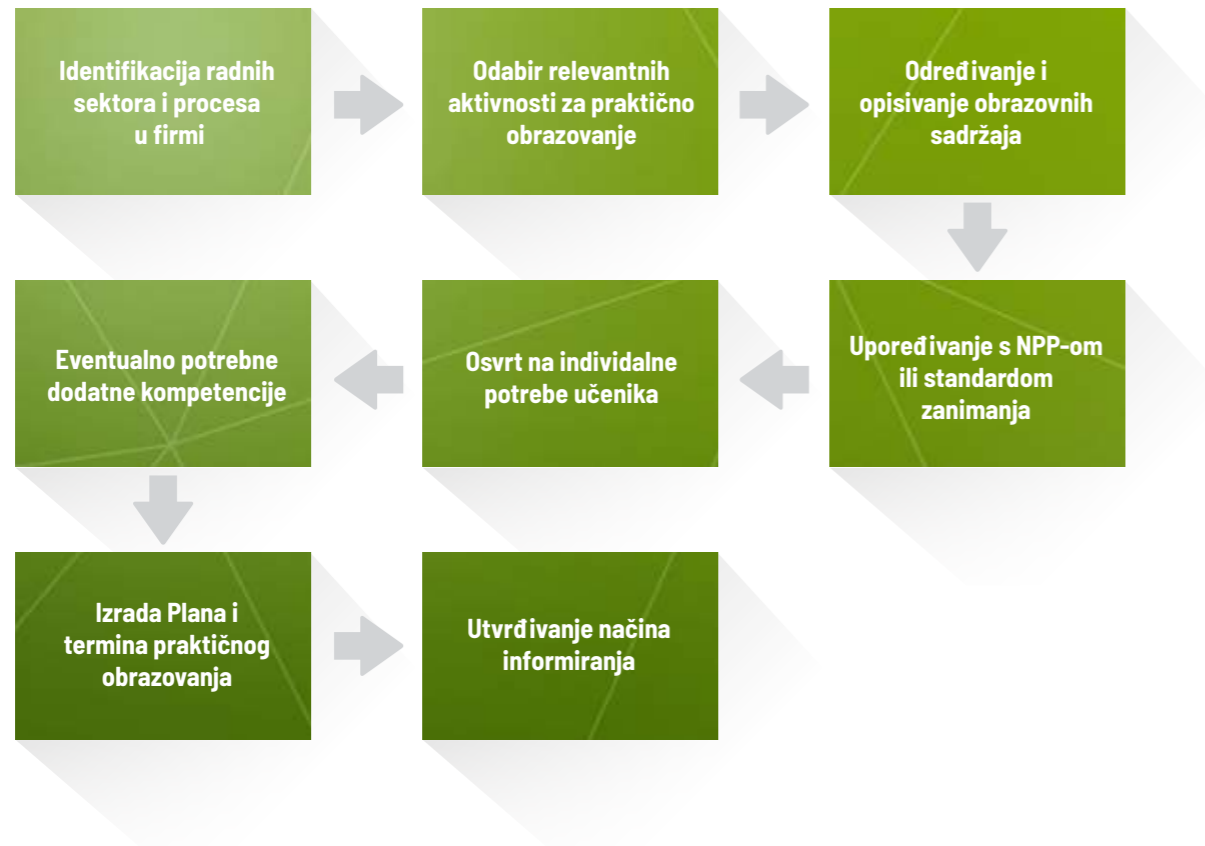 Identifikacija radnih
sektora i procesa
u firmi
Odabir relevantnih
aktivnosti za praktično
obrazovanje
Određivanje i
opisivanje obrazovnih
sadržaja
Upoređivanje s NPP-om
ili standardom
zanimanja
Osvrt na individalne
potrebe učenika
Eventualno potrebne
dodatne kompetencije
Izrada Plana i
termina praktičnog
obrazovanja
Utvrđivanje načina
informiranja